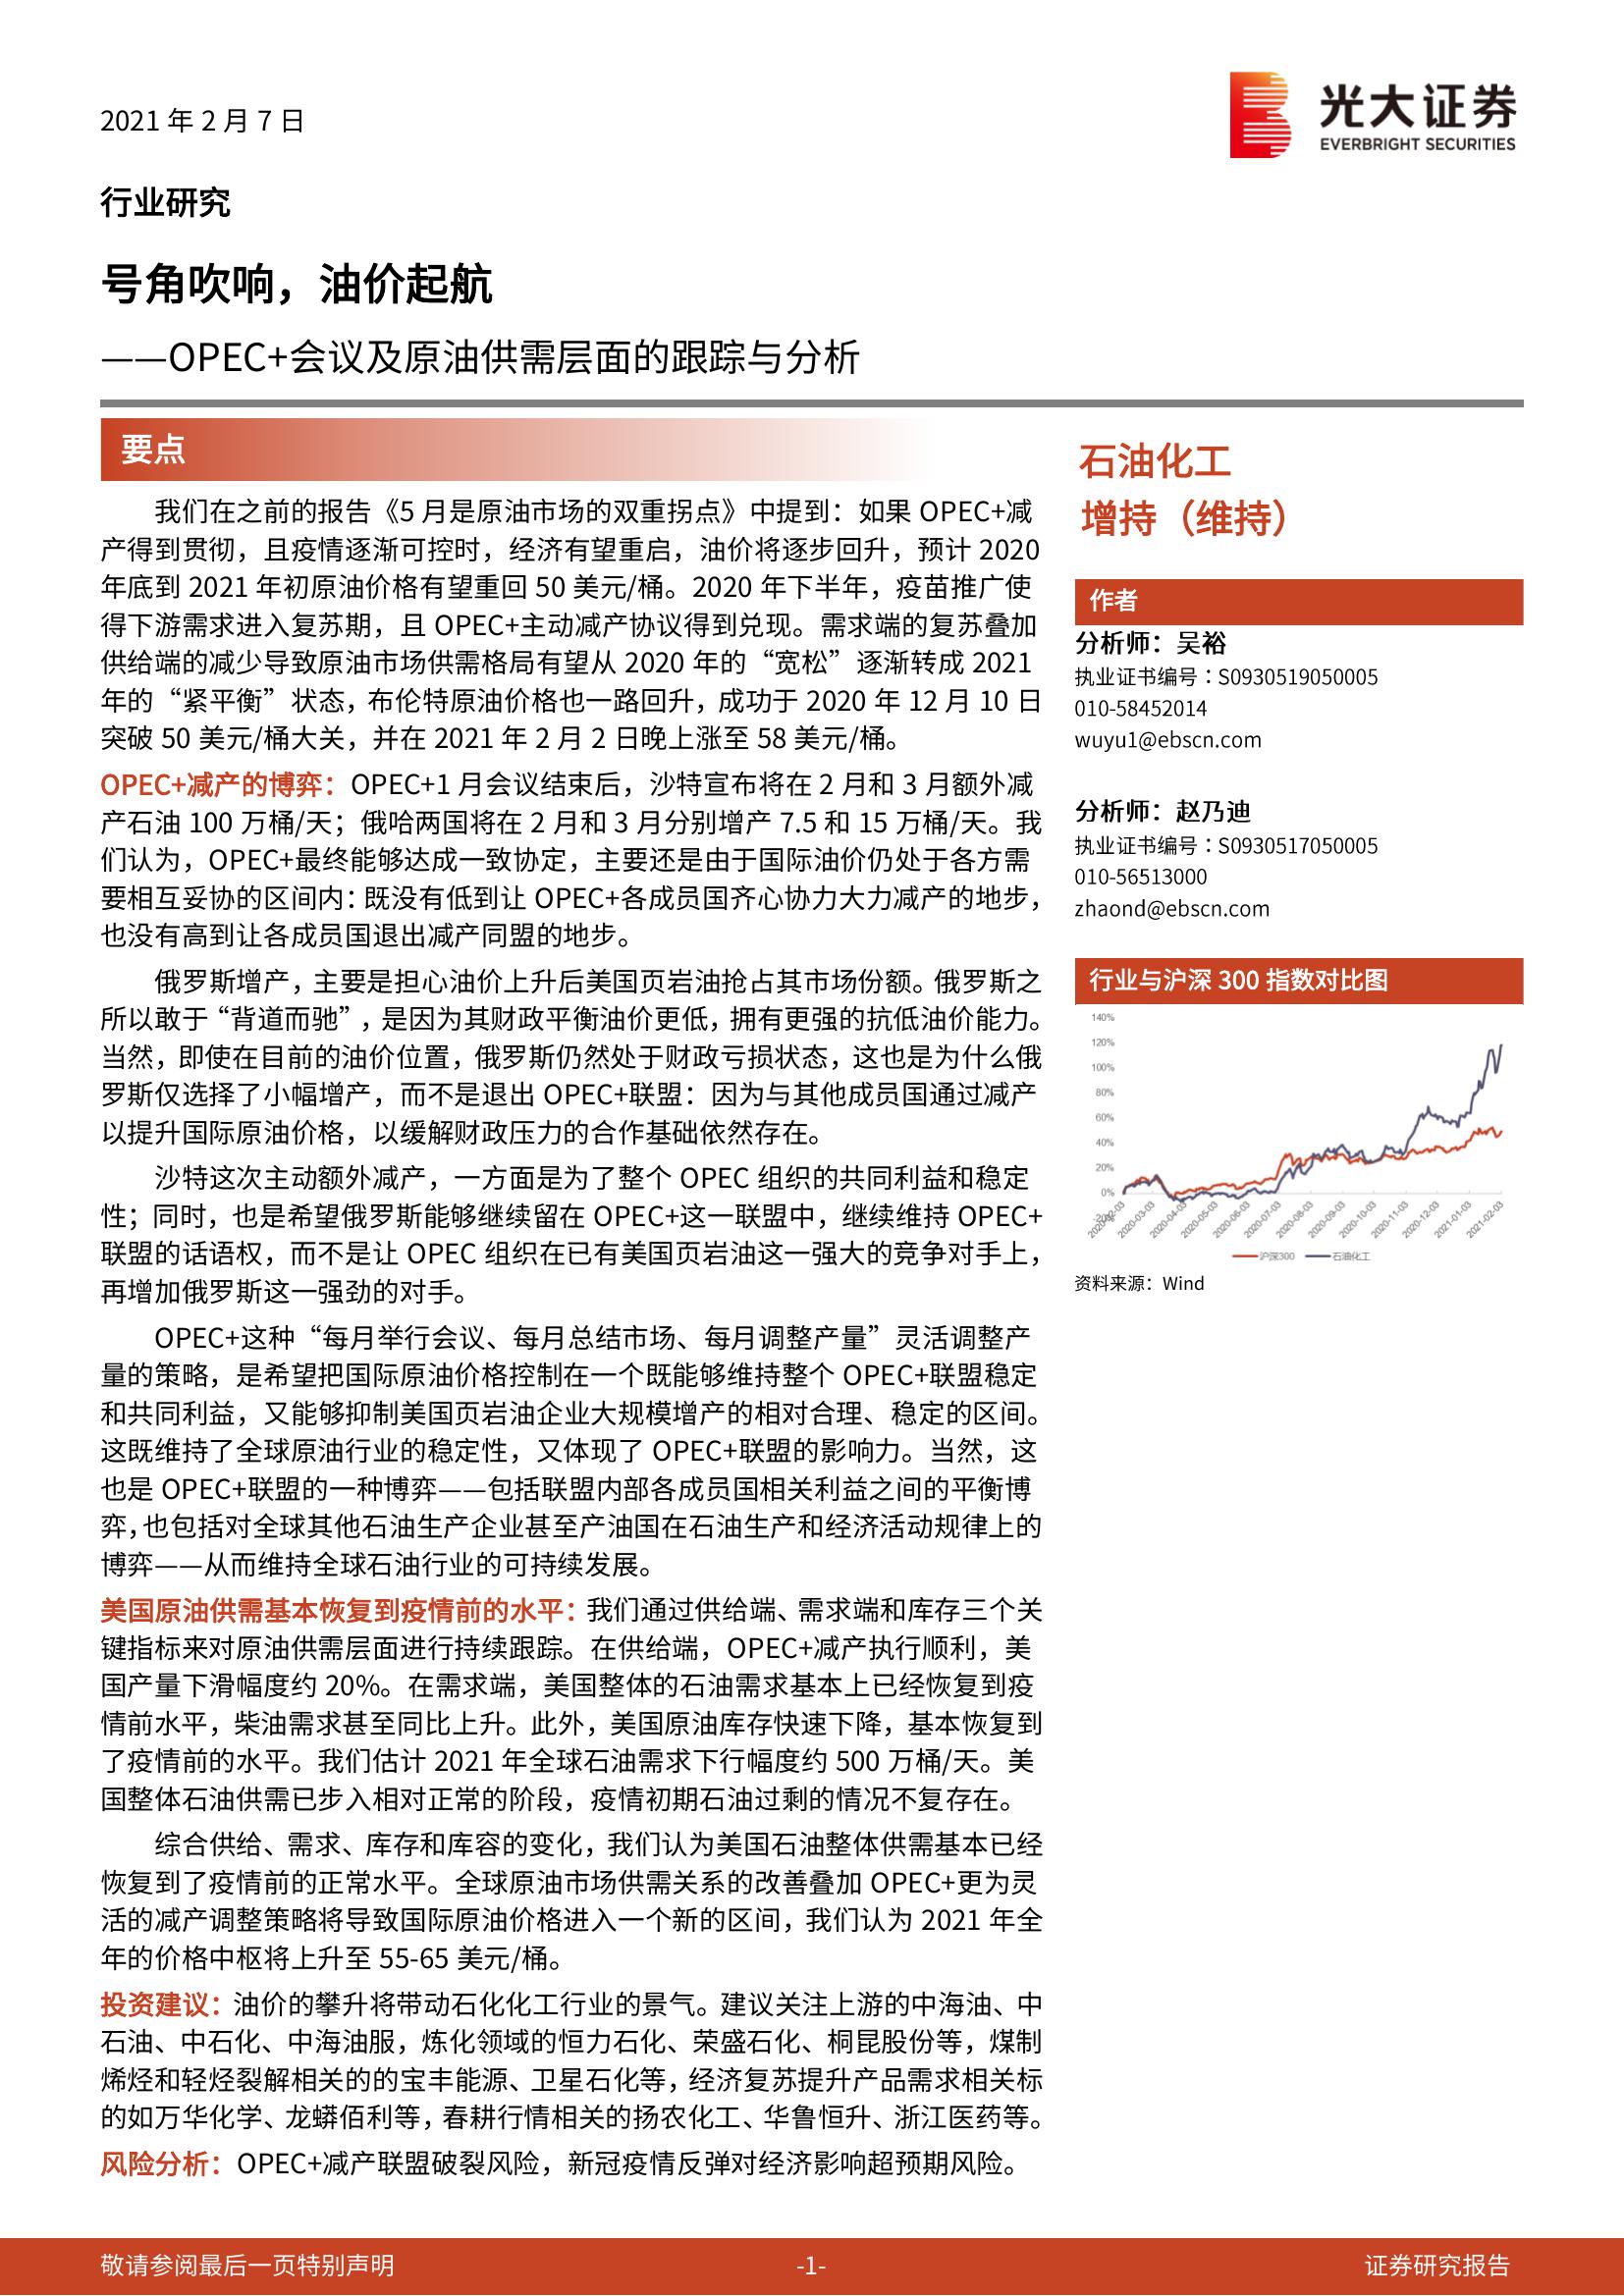 2021 年 2 月 7 日
光大证券
EVERBRIGHT SECURITIES
行业研究
号角吹响，油价起航
——OPEC+会议及原油供需层面的跟踪与分析
要点
我们在之前的报告《5 月是原油市场的双重拐点》中提到：如果 OPEC+减
产得到贯彻，且疫情逐渐可控时，经济有望重启，油价将逐步回升，预计 2020
年底到 2021 年初原油价格有望重回 50 美元/桶。2020 年下半年，疫苗推广使
得下游需求进入复苏期，且 OPEC+主动减产协议得到兑现。需求端的复苏叠加
供给端的减少导致原油市场供需格局有望从 2020 年的“宽松”逐渐转成 2021
年的“紧平衡”状态，布伦特原油价格也一路回升，成功于 2020 年 12 月 10 日
突破 50 美元/桶大关，并在 2021 年 2 月 2 日晚上涨至 58 美元/桶。
OPEC+减产的博弈：OPEC+1 月会议结束后，沙特宣布将在 2 月和 3 月额外减
产石油 100 万桶/天；俄哈两国将在 2 月和 3 月分别增产 7.5 和 15 万桶/天。我
们认为，OPEC+最终能够达成一致协定，主要还是由于国际油价仍处于各方需
要相互妥协的区间内：既没有低到让 OPEC+各成员国齐心协力大力减产的地步，
也没有高到让各成员国退出减产同盟的地步。
俄罗斯增产，主要是担心油价上升后美国页岩油抢占其市场份额。俄罗斯之
所以敢于“背道而驰”，是因为其财政平衡油价更低，拥有更强的抗低油价能力。
当然，即使在目前的油价位置，俄罗斯仍然处于财政亏损状态，这也是为什么俄
罗斯仅选择了小幅增产，而不是退出 OPEC+联盟：因为与其他成员国通过减产
以提升国际原油价格，以缓解财政压力的合作基础依然存在。
沙特这次主动额外减产，一方面是为了整个 OPEC 组织的共同利益和稳定
性；同时，也是希望俄罗斯能够继续留在 OPEC+这一联盟中，继续维持 OPEC+
联盟的话语权，而不是让 OPEC 组织在已有美国页岩油这一强大的竞争对手上，
再增加俄罗斯这一强劲的对手。
OPEC+这种“每月举行会议、每月总结市场、每月调整产量”灵活调整产
量的策略，是希望把国际原油价格控制在一个既能够维持整个 OPEC+联盟稳定
和共同利益，又能够抑制美国页岩油企业大规模增产的相对合理、稳定的区间。
这既维持了全球原油行业的稳定性，又体现了 OPEC+联盟的影响力。当然，这
也是 OPEC+联盟的一种博弈——包括联盟内部各成员国相关利益之间的平衡博
弈，也包括对全球其他石油生产企业甚至产油国在石油生产和经济活动规律上的
博弈——从而维持全球石油行业的可持续发展。
美国原油供需基本恢复到疫情前的水平：我们通过供给端、需求端和库存三个关
键指标来对原油供需层面进行持续跟踪。在供给端，OPEC+减产执行顺利，美
国产量下滑幅度约 20%。在需求端，美国整体的石油需求基本上已经恢复到疫
情前水平，柴油需求甚至同比上升。此外，美国原油库存快速下降，基本恢复到
了疫情前的水平。我们估计 2021 年全球石油需求下行幅度约 500 万桶/天。美
国整体石油供需已步入相对正常的阶段，疫情初期石油过剩的情况不复存在。
综合供给、需求、库存和库容的变化，我们认为美国石油整体供需基本已经
恢复到了疫情前的正常水平。全球原油市场供需关系的改善叠加 OPEC+更为灵
活的减产调整策略将导致国际原油价格进入一个新的区间，我们认为 2021 年全
年的价格中枢将上升至 55-65 美元/桶。
投资建议：油价的攀升将带动石化化工行业的景气。建议关注上游的中海油、中
石油、中石化、中海油服，炼化领域的恒力石化、荣盛石化、桐昆股份等，煤制
烯烃和轻烃裂解相关的的宝丰能源、卫星石化等，经济复苏提升产品需求相关标
的如万华化学、龙蟒佰利等，春耕行情相关的扬农化工、华鲁恒升、浙江医药等。
风险分析：OPEC+减产联盟破裂风险，新冠疫情反弹对经济影响超预期风险。
石油化工
增持（维持）
作者
分析师：吴裕
执业证书编号：S0930519050005
010-58452014
wuyu1@ebscn.com
分析师：赵乃迪
执业证书编号：S0930517050005
010-56513000
zhaond@ebscn.com
行业与沪深 300 指数对比图
140%
120%
100%
80%
60%
40%
20%
0%
-20%
2020-02-03
2020-03-03
2020-04-03
2020-05-03
2020-06-03
2020-07-03
2020-08-03
2020-09-03
2020-10-03
2020-11-03
2020-12-03
2021-01-03
2021-02-03
沪深300
石油化工
资料来源：Wind
敬请参阅最后一页特别声明
-1-
证券研究报告